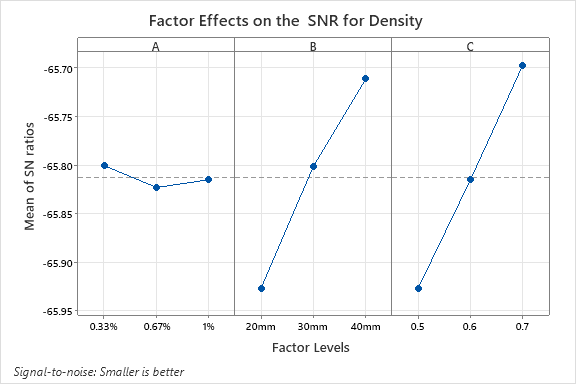 Factor Effects on the SNR for Density
A B C
Mean of SN ratios
-65.70
-65.75
-65.80
-65.85
-65.90
-65.95
0.33% 0.67% 1% 20mm 30mm 40mm 0.5 0.6 0.7
Factor Levels
Signal-to-noise: Smaller is better